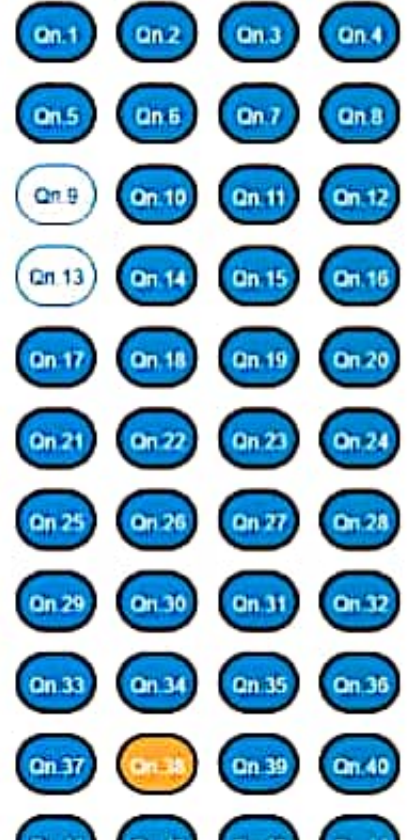 Qn.1 Qn.2 Qn.3 Qn.4
Qn.5 Qn.6 Qn.7 Qn.8
Qn.9 Qn.10 Qn.11 Qn.12
Qn.13 Qn.14 Qn.15 Qn.16
Qn.17 Qn.18 Qn.19 Qn.20
Qn.21 Qn.22 Qn.23 Qn.24
Qn.25 Qn.26 Qn.27 Qn.28
Qn.29 Qn.30 Qn.31 Qn.32
Qn.33 Qn.34 Qn.35 Qn.36
Qn.37 Qn.38 Qn.39 Qn.40